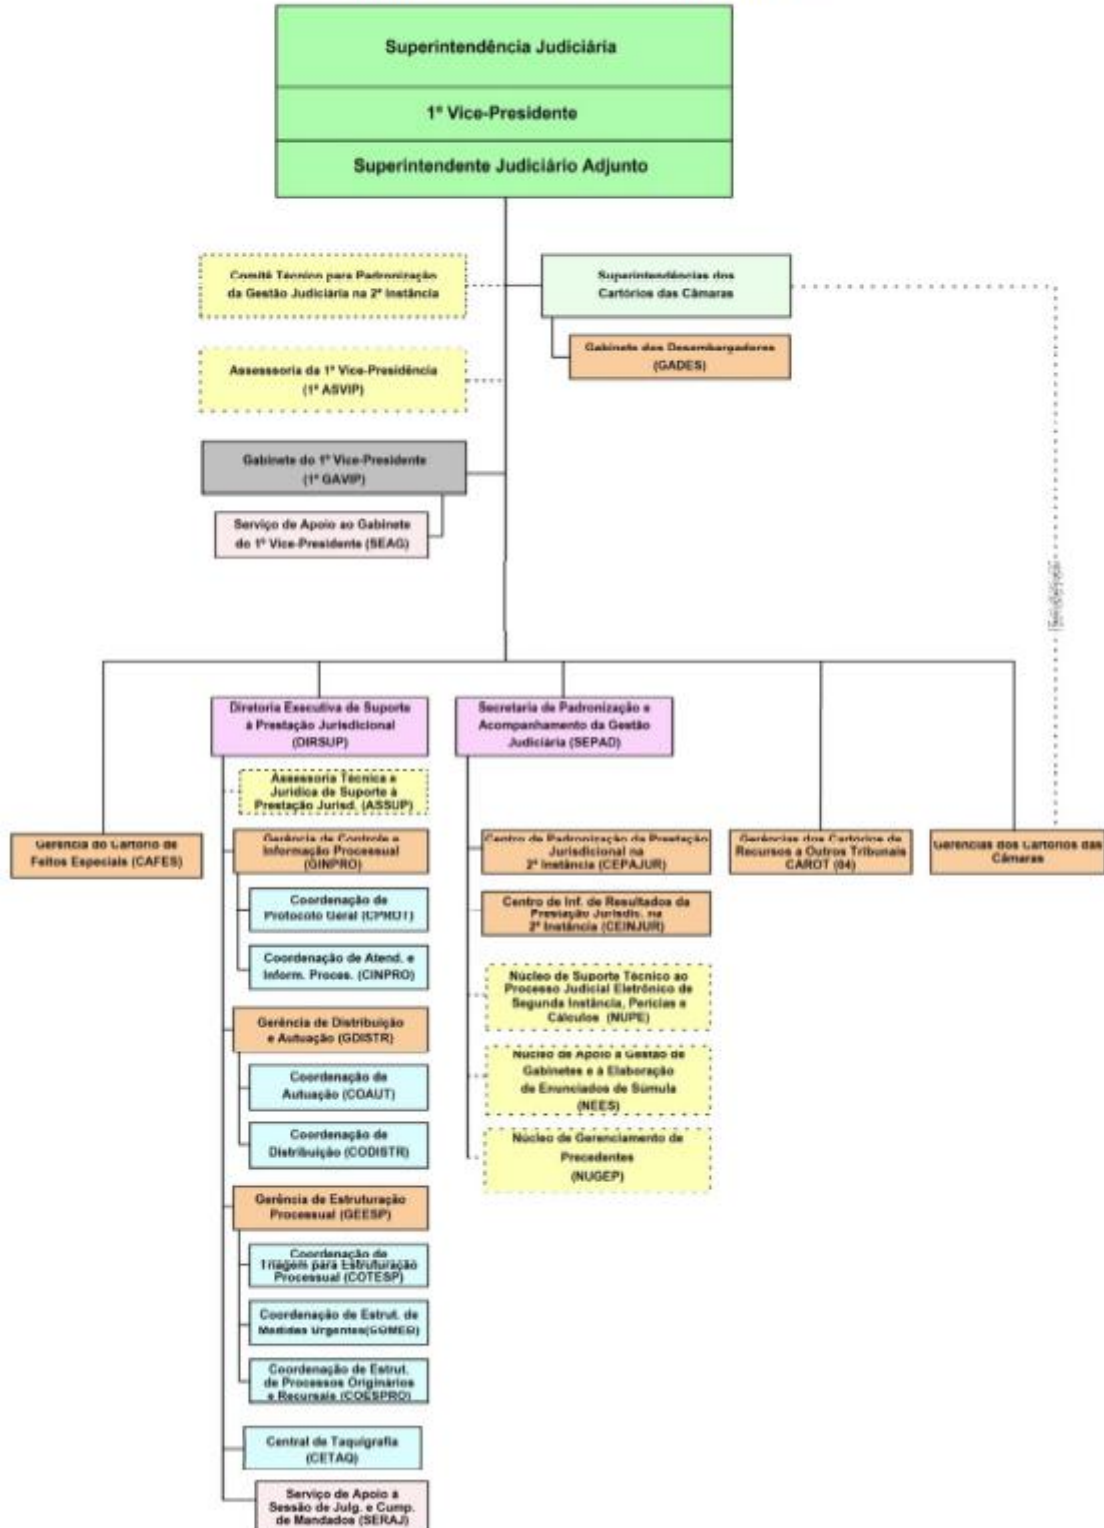 Superintendência Judiciária
1º Vice-Presidente
Superintendente Judiciário Adjunto
Comitê Técnico para Padronização
da Gestão Judiciária na 2ª Instância
Superintendências dos
Cartórios das Câmaras
Gabinete dos Desembargadores
(GADES)
Assesssoria da 1ª Vice-Presidência
(1ª ASVIP)
Gabinete do 1º Vice-Presidente
(1º GAVIP)
Serviço de Apoio ao Gabinete
do 1º Vice-Presidente (SEAG)
Diretoria Executiva de Suporte
à Prestação Jurisdicional
(DIRSUP)
Assessoria Técnica e
Jurídica de Suporte à
Prestação Jurisd. (ASSUP)
Gerência do Cartório de
Feitos Especiais (CAFES)
Gerência de Controle e
Informação Processual
(GINPRO)
Coordenação de
Protocolo Geral (CPROT)
Coordenação de Atend. e
Inform. Proces. (CINPRO)
Gerência de Distribuição
e Autuação (GDISTR)
Coordenação de
Autuação (COAUT)
Coordenação de
Distribuição (CODISTR)
Gerência de Estruturação
Processual (GEESP)
Coordenação de
Triagem para Estruturação
Processual (COTESP)
Coordenação de Estrut. de
Medidas Urgentes(COMED)
Coordenação de Estrut.
de Processos Originários
e Recursais (COESPRO)
Central de Taquigrafia
(CETAQ)
Serviço de Apoio à
Sessão de Julg. e Cump.
de Mandados (SERAJ)
Secretaria de Padronização e
Acompanhamento da Gestão
Judiciária (SEPAD)
Centro de Padronização da Prestação
Jurisdicional na
2ª Instância (CEPAJUR)
Centro de Inf. de Resultados da
Prestação Jurisdic. na
2ª Instância (CEINJUR)
Núcleo de Suporte Técnico ao
Processo Judicial Eletrônico de
Segunda Instância, Perícias e
Cálculos (NUPE)
Núcleo de Apoio à Gestão de
Gabinetes e à Elaboração
de Enunciados de Súmula
(NEES)
Núcleo de Gerenciamento de
Precedentes
(NUGEP)
Gerências dos Cartórios de
Recursos a Outros Tribunais
CAROT (04)
Gerências dos Cartórios das
Câmaras